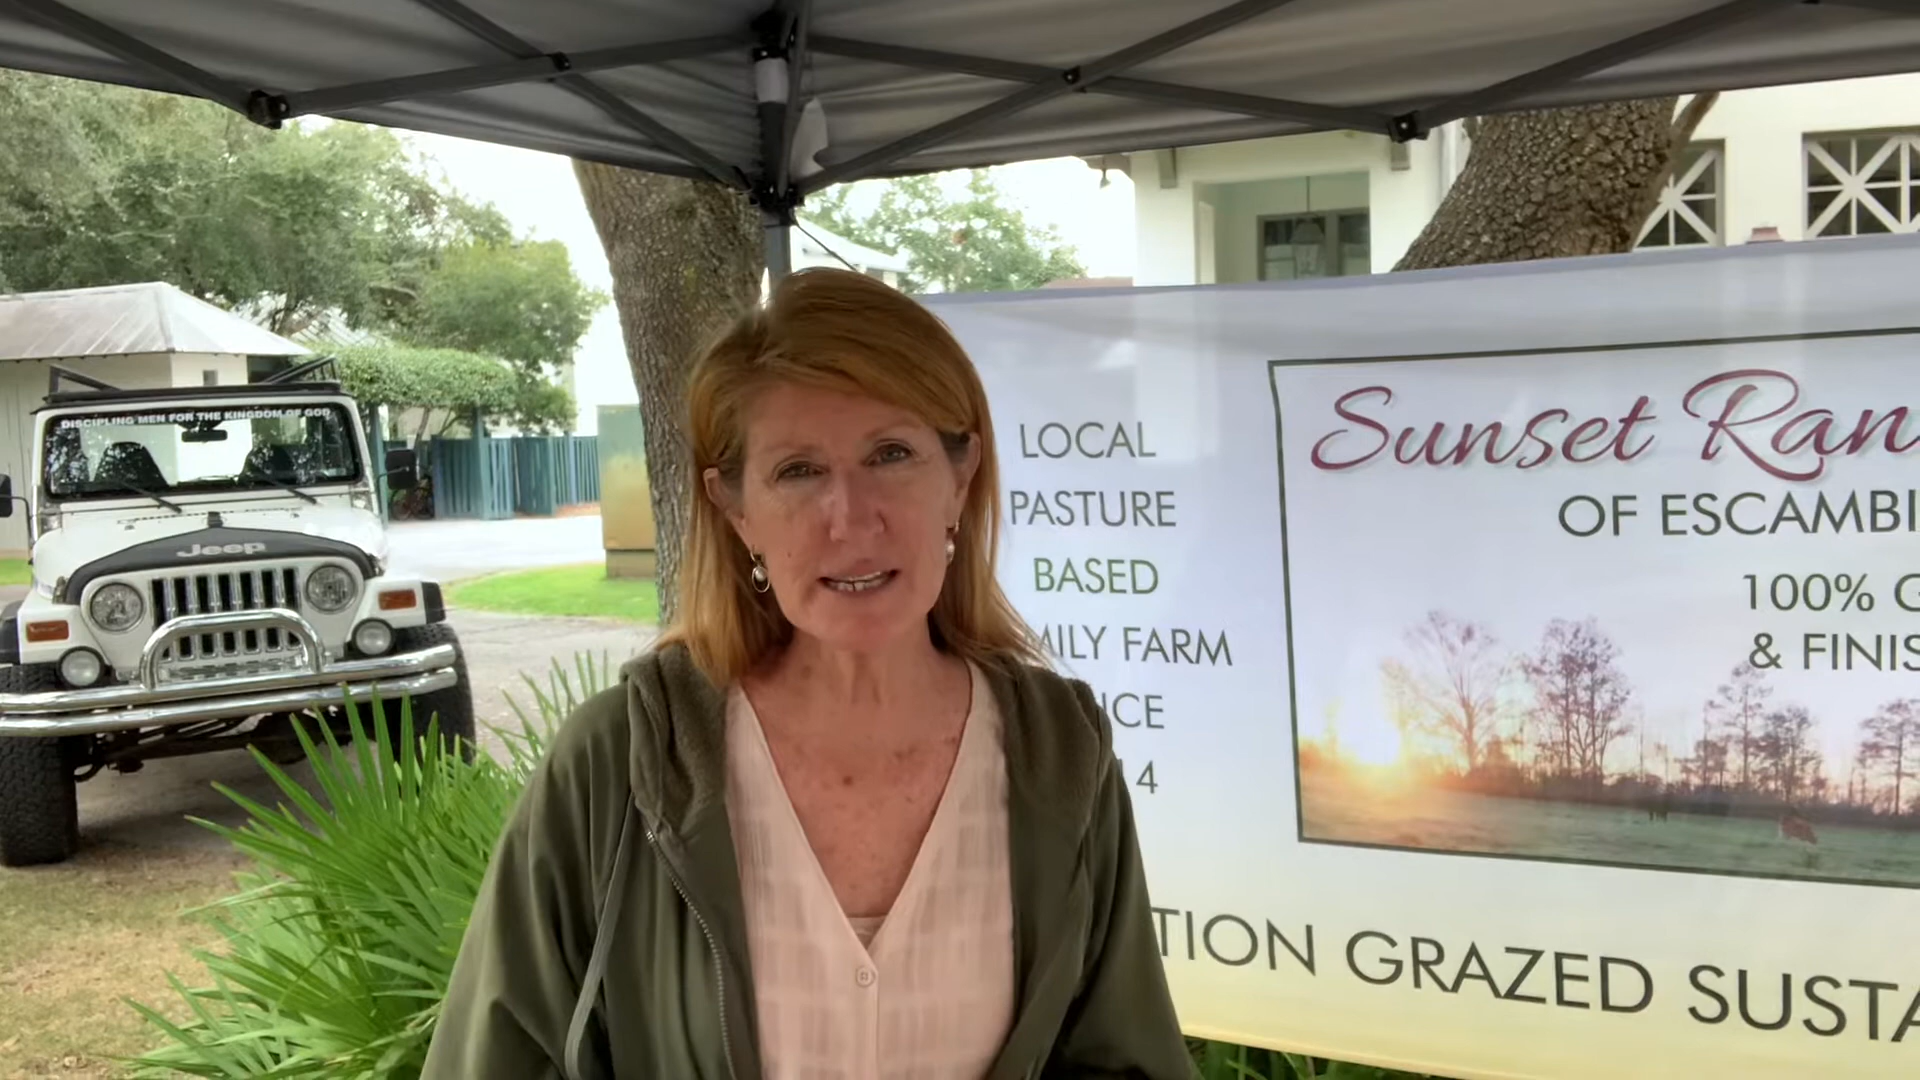 DISCIPLING MEN FOR THE KINGDOM OF GOD
Jeep
LOCAL
PASTURE
BASED
MILY FARM
ICE
14
Sunset Ran
OF ESCAMBI
100% G
& FINIS
TION GRAZED SUSTA